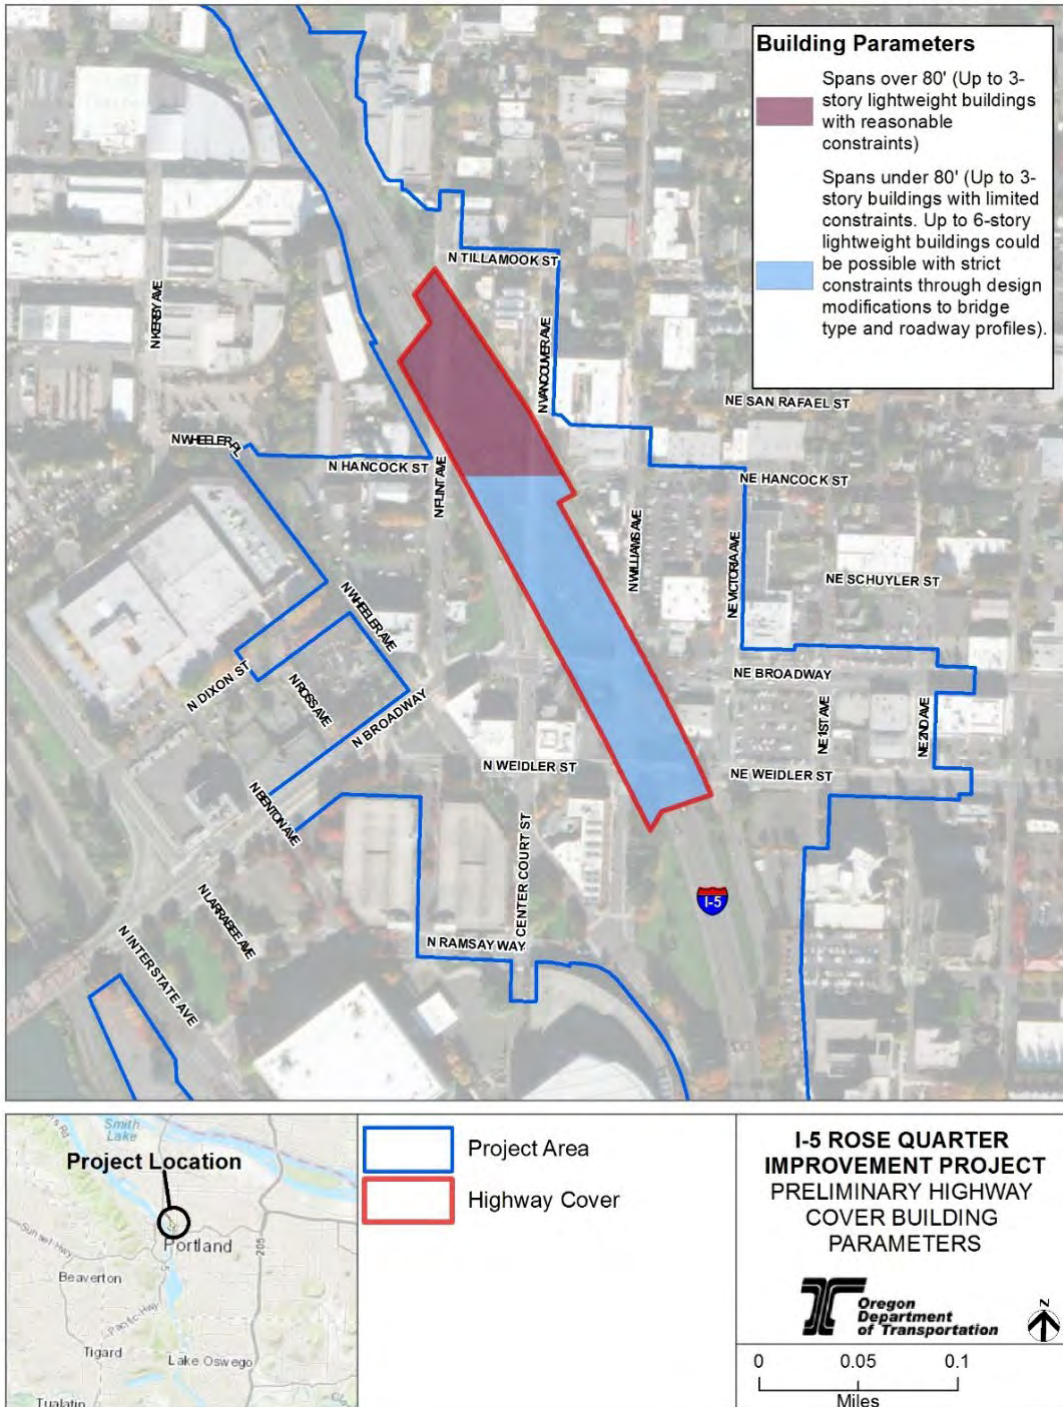 Building Parameters
Spans over 80' (Up to 3-
story lightweight buildings
with reasonable
constraints)
Spans under 80' (Up to 3-
story buildings with limited
constraints. Up to 6-story
lightweight buildings could
be possible with strict
constraints through design
modifications to bridge
type and roadway profiles).
N TILLAMOOK ST
N KERBY AVE
N VANCOUVER AVE
NE SAN RAFAEL ST
N WHEELER PL
N HANCOCK ST
N FLINT AVE
NE HANCOCK ST
N WILLIAMS AVE
NE VICTORIA AVE
NE SCHUYLER ST
N WHEELER AVE
N DIXON ST
N ROSS AVE
N BROADWAY
NE BROADWAY
NE 1ST AVE
NE 2ND AVE
N WEIDLER ST
NE WEIDLER ST
N BENTON AVE
CENTER COURT ST
I-5
N LARRABEE AVE
N RAMSAY WAY
N INTERSTATE AVE
Smith
Lake
Project Location
Portland
Sunset Hwy
205
Beaverton
Pacific Hwy
Tigard
Lake Oswego
Tualatin
Project Area
Highway Cover
I-5 ROSE QUARTER
IMPROVEMENT PROJECT
PRELIMINARY HIGHWAY
COVER BUILDING
PARAMETERS
Oregon
Department
of Transportation
N
0 0.05 0.1
Miles